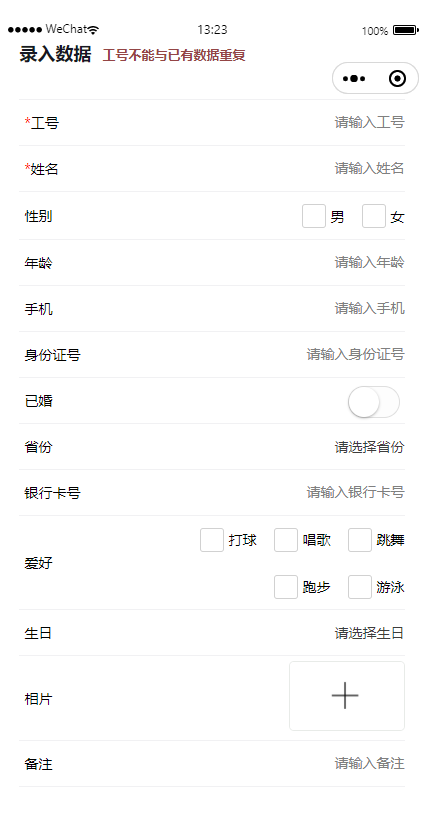 WeChat 13:23 100%
录入数据 工号不能与已有数据重复
*工号 请输入工号
*姓名 请输入姓名
性别 男 女
年龄 请输入年龄
手机 请输入手机
身份证号 请输入身份证号
已婚
省份 请选择省份
银行卡号 请输入银行卡号
打球 唱歌 跳舞
爱好
跑步 游泳
生日 请选择生日
相片
备注 请输入备注